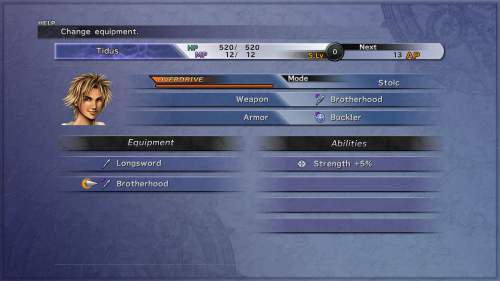 HELP
Change equipment.
Tidus HP 520/ 520 Next
MP 12/ 12 S.Lv 0 13 AP
OVERDRIVE Mode Stoic
Weapon Brotherhood
Armor Buckler
Equipment Abilities
Longsword Strength +5%
Brotherhood